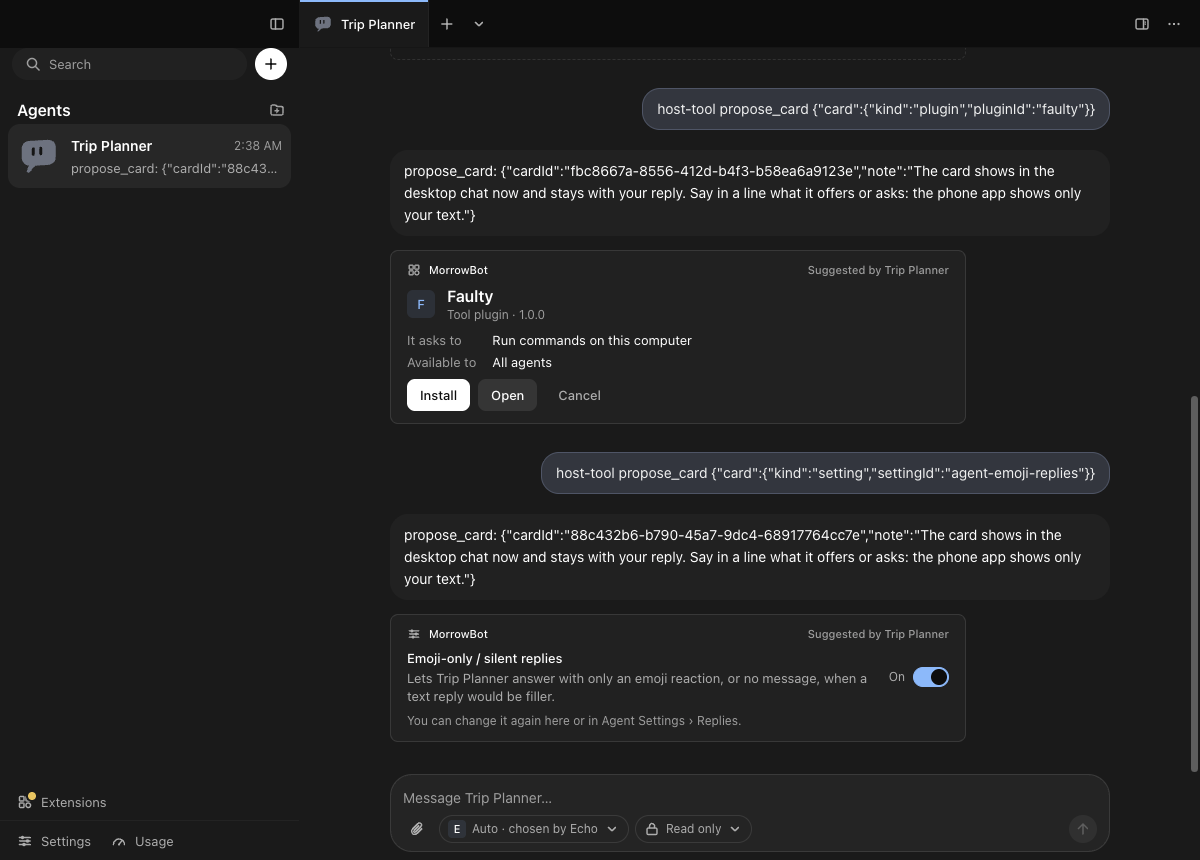 Trip Planner
Search
Agents
Trip Planner
2:38 AM
propose_card: {"cardId":"88c43...
host-tool propose_card {"card":{"kind":"plugin","pluginId":"faulty"}}
propose_card: {"cardId":"fbc8667a-8556-412d-b4f3-b58ea6a9123e","note":"The card shows in the
desktop chat now and stays with your reply. Say in a line what it offers or asks: the phone app shows only
your text."}
MorrowBot
Suggested by Trip Planner
F
Faulty
Tool plugin · 1.0.0
It asks to
Run commands on this computer
Available to
All agents
Install
Open
Cancel
host-tool propose_card {"card":{"kind":"setting","settingId":"agent-emoji-replies"}}
propose_card: {"cardId":"88c432b6-b790-45a7-9dc4-68917764cc7e","note":"The card shows in the
desktop chat now and stays with your reply. Say in a line what it offers or asks: the phone app shows only
your text."}
MorrowBot
Suggested by Trip Planner
Emoji-only / silent replies
Lets Trip Planner answer with only an emoji reaction, or no message, when a
text reply would be filler.
On
You can change it again here or in Agent Settings › Replies.
Message Trip Planner...
E
Auto · chosen by Echo
Read only
Extensions
Settings
Usage